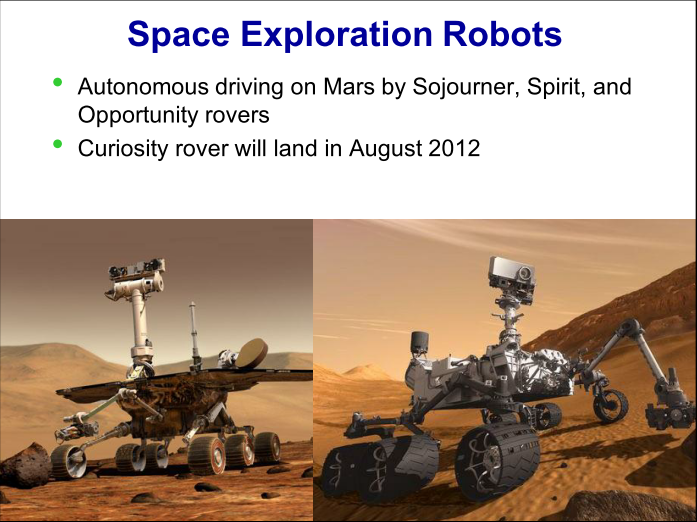 Space Exploration Robots
Autonomous driving on Mars by Sojourner, Spirit, and
Opportunity rovers
Curiosity rover will land in August 2012